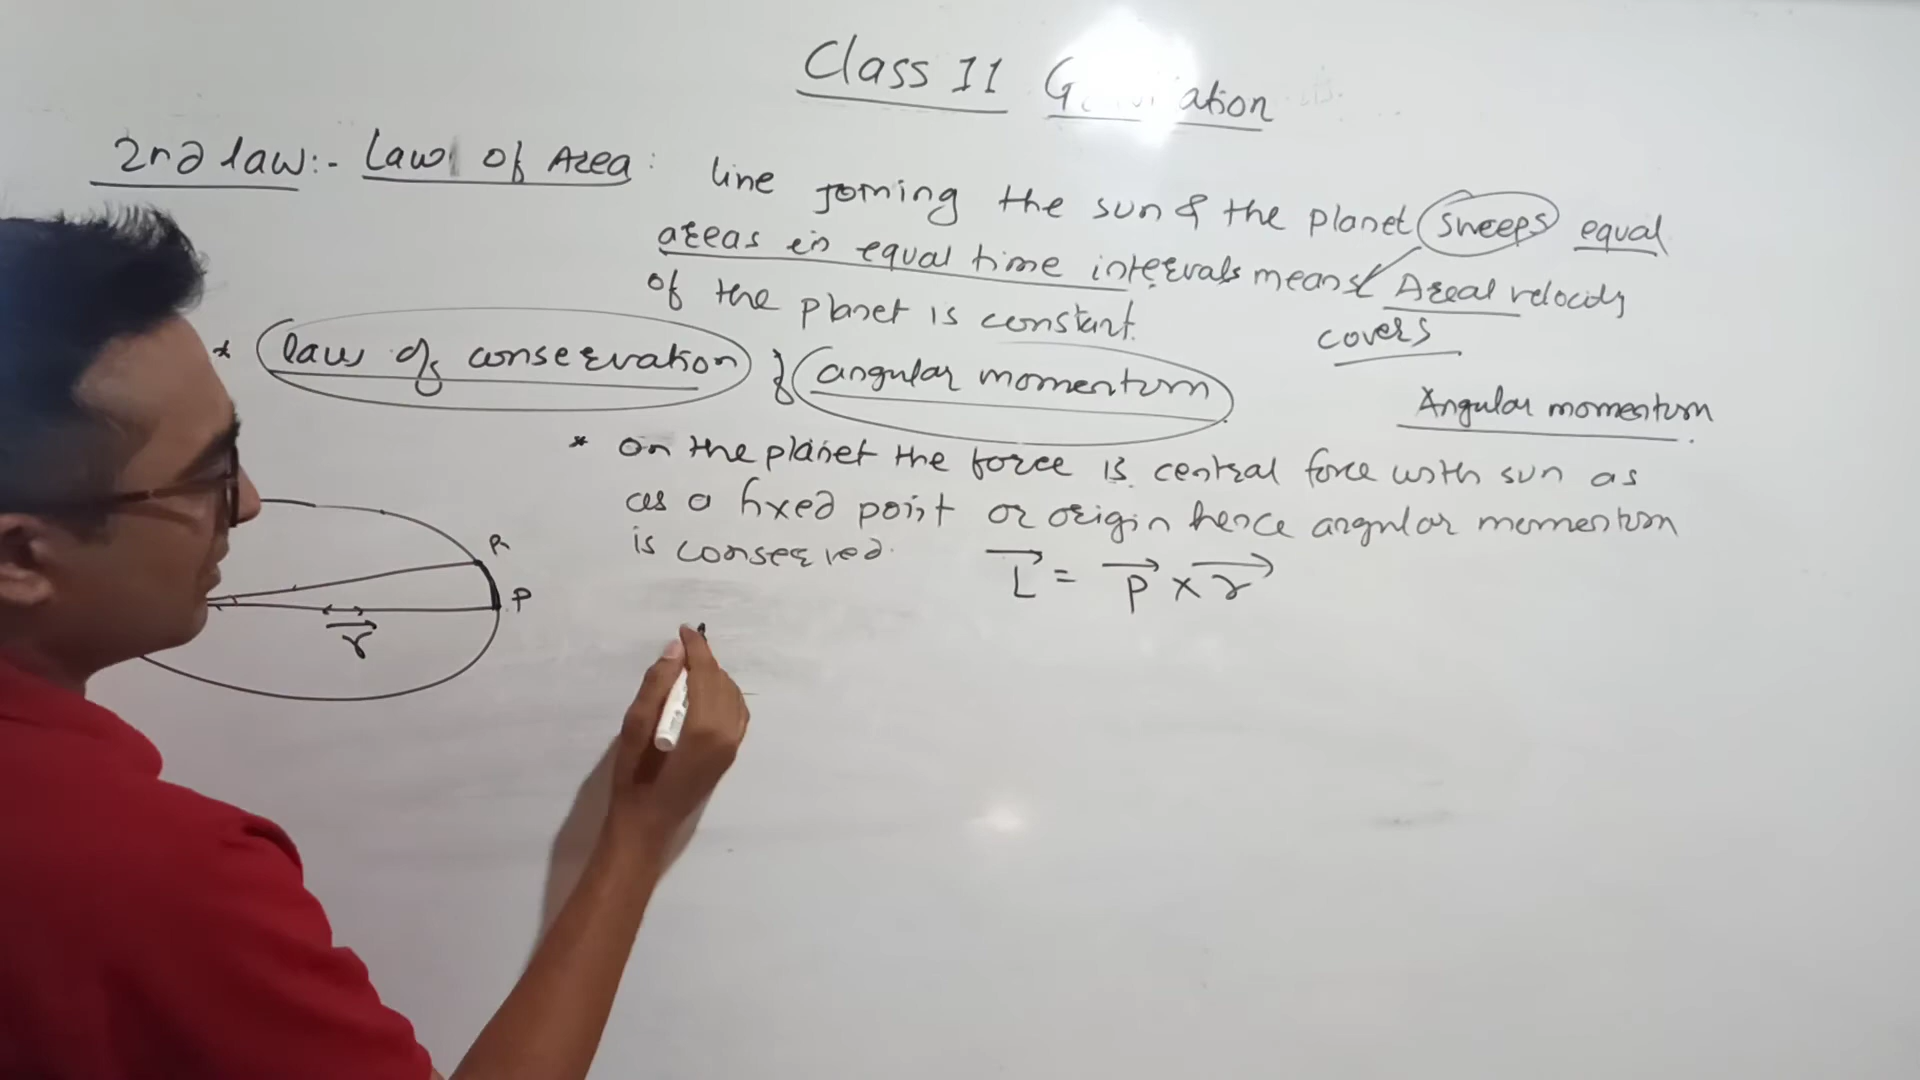 Class 11 G ation
2nd law:- Law of Area: line joining the sun & the planet sweeps equal
areas in equal time intervals means Areal velocity
of the planet is constant.
covers
* law of conservation of angular momentum
Angular momentum
* on the planet the force is central force with sun as
as a fixed point or origin hence angular momentum
is conserved.
L = P x r
P
r